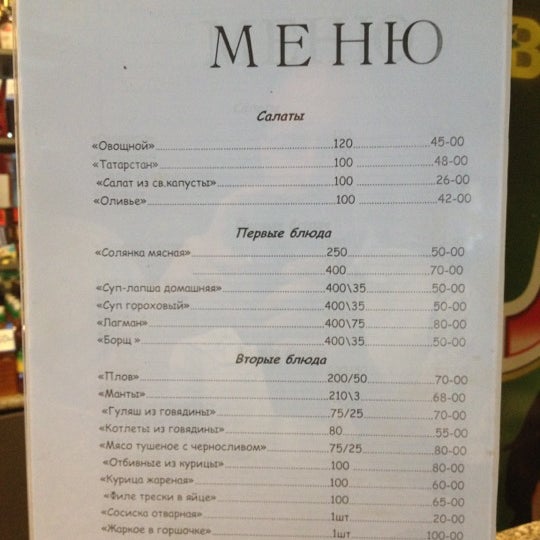 МЕНЮ
Салаты
«Овощной» 120 45-00
«Татарстан» 100 48-00
«Салат из св.капусты» 100 26-00
«Оливье» 100 42-00
Первые блюда
«Солянка мясная» 250 50-00
400 70-00
«Суп-лапша домашняя» 400\35 50-00
«Суп гороховый» 400\35 50-00
«Лагман» 400\75 80-00
«Борщ » 400\35 50-00
Вторые блюда
«Плов» 200/50 70-00
«Манты» 210\3 68-00
«Гуляш из говядины» 75/25 70-00
«Котлеты из говядины» 80 55-00
«Мясо тушеное с черносливом» 75/25 80-00
«Отбивные из курицы» 100 80-00
«Курица жареная» 100 60-00
«Филе трески в яйце» 100 65-00
«Сосиска отварная» 1шт 20-00
«Жаркое в горшочке» 1шт 100-00